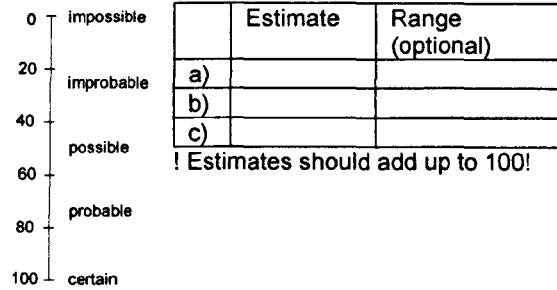 0 impossible
20
improbable
40
possible
60
probable
80
100 certain
Estimate Range
(optional)
a)
b)
c)
! Estimates should add up to 100!